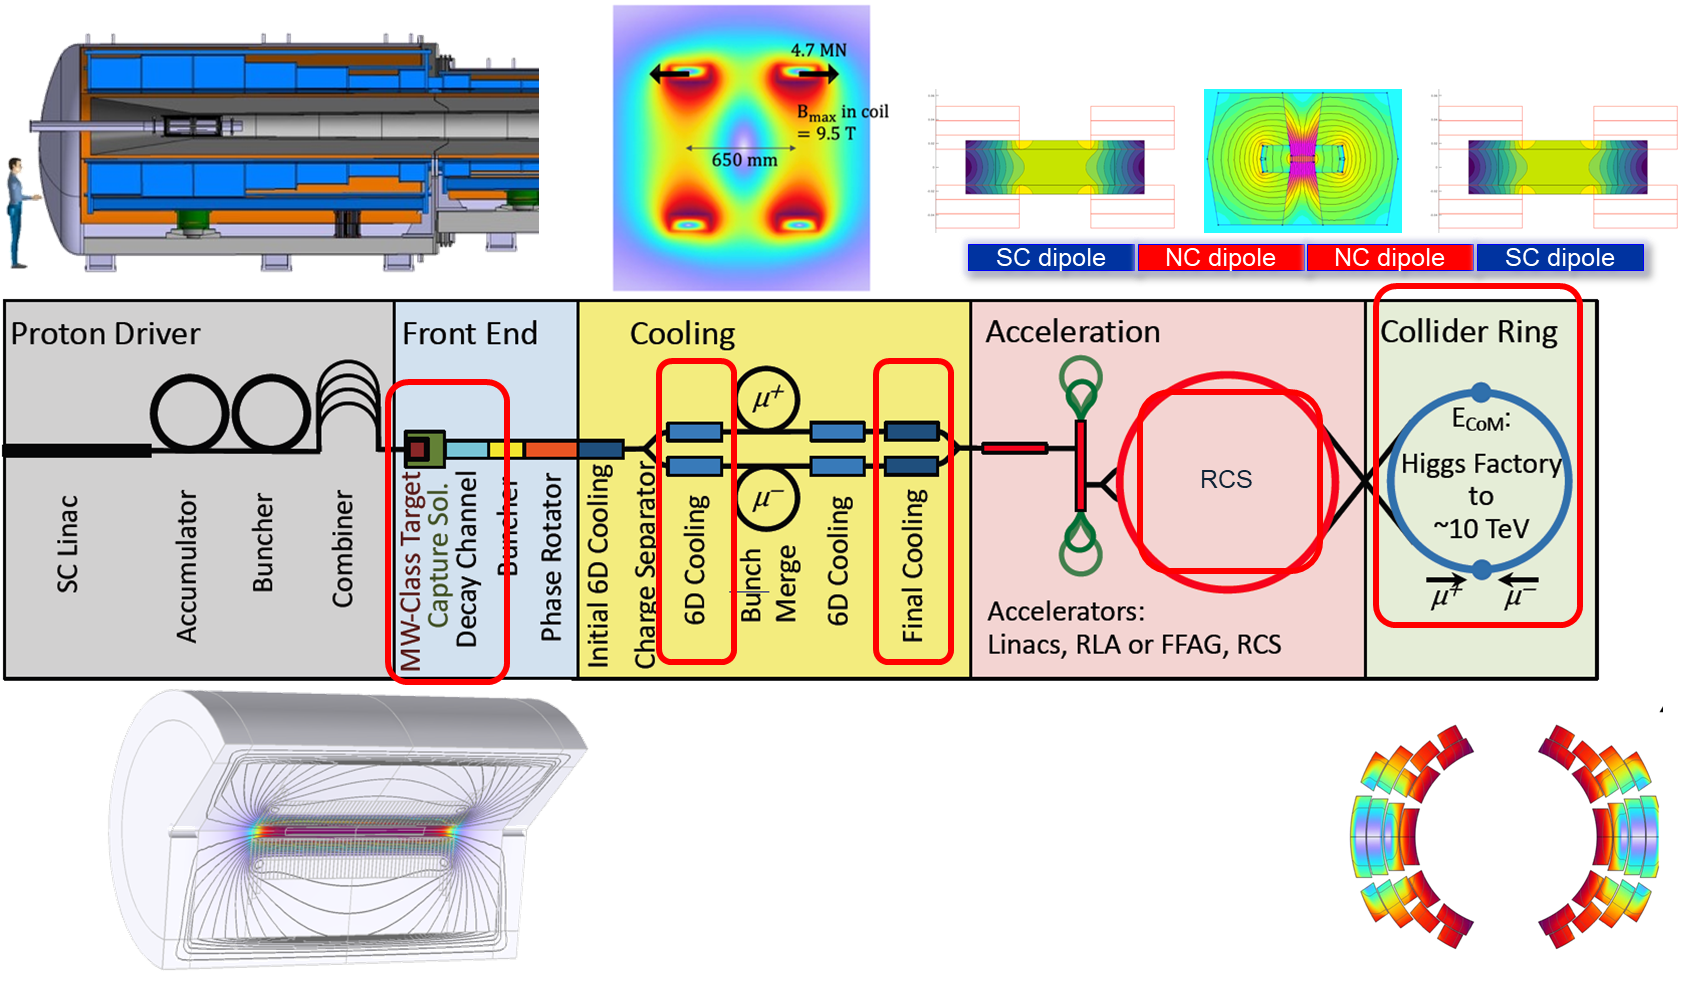 4.7 MN
Bmax in coil
= 9.5 T
650 mm
SC dipole
NC dipole
NC dipole
SC dipole
Proton Driver
Front End
Cooling
Acceleration
Collider Ring
SC Linac
Accumulator
Buncher
Combiner
MW-Class Target
Capture Sol.
Decay Channel
Buncher
Phase Rotator
Initial 6D Cooling
Charge Separator
6D Cooling
μ+
μ−
Bunch
Merge
6D Cooling
Final Cooling
RCS
Accelerators:
Linacs, RLA or FFAG, RCS
ECoM:
Higgs Factory
to
~10 TeV
μ+
μ−